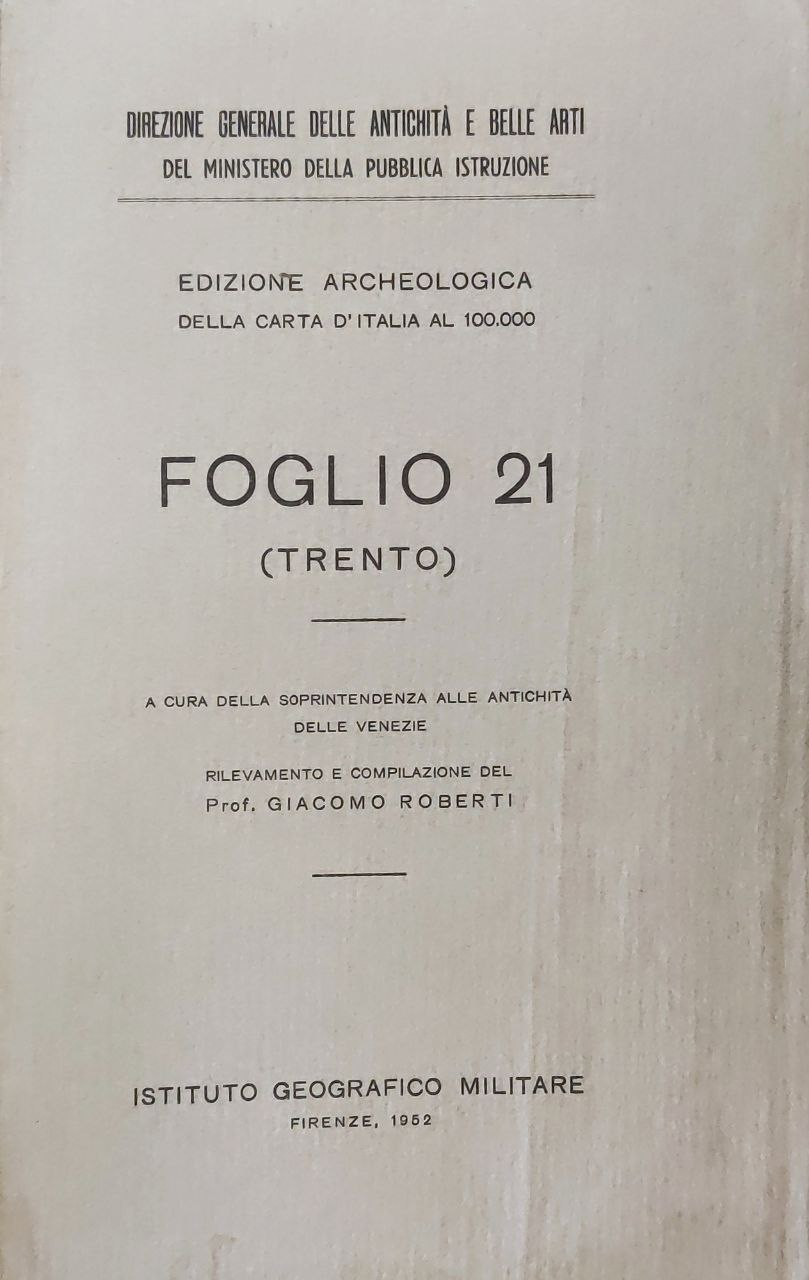 DIREZIONE GENERALE DELLE ANTICHITÀ E BELLE ARTI
DEL MINISTERO DELLA PUBBLICA ISTRUZIONE
EDIZIONE ARCHEOLOGICA
DELLA CARTA D'ITALIA AL 100.000
FOGLIO 21
(TRENTO)
A CURA DELLA SOPRINTENDENZA ALLE ANTICHITÀ
DELLE VENEZIE
RILEVAMENTO E COMPILAZIONE DEL
Prof. GIACOMO ROBERTI
ISTITUTO GEOGRAFICO MILITARE
FIRENZE, 1952